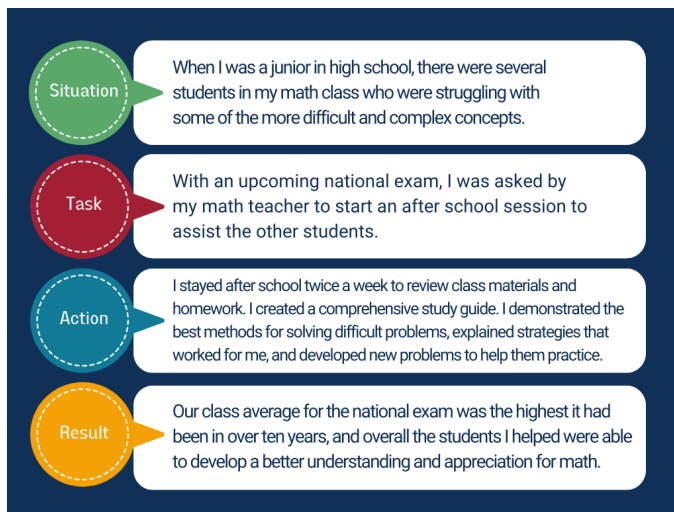 Situation
When I was a junior in high school, there were several
students in my math class who were struggling with
some of the more difficult and complex concepts.
Task
With an upcoming national exam, I was asked by
my math teacher to start an after school session to
assist the other students.
Action
I stayed after school twice a week to review class materials and
homework. I created a comprehensive study guide. I demonstrated the
best methods for solving difficult problems, explained strategies that
worked for me, and developed new problems to help them practice.
Result
Our class average for the national exam was the highest it had
been in over ten years, and overall the students I helped were able
to develop a better understanding and appreciation for math.